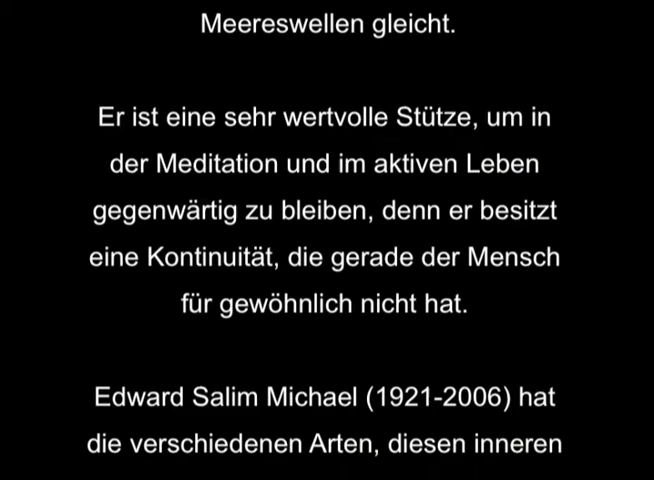 Meereswellen gleicht.
Er ist eine sehr wertvolle Stütze, um in
der Meditation und im aktiven Leben
gegenwärtig zu bleiben, denn er besitzt
eine Kontinuität, die gerade der Mensch
für gewöhnlich nicht hat.
Edward Salim Michael (1921-2006) hat
die verschiedenen Arten, diesen inneren